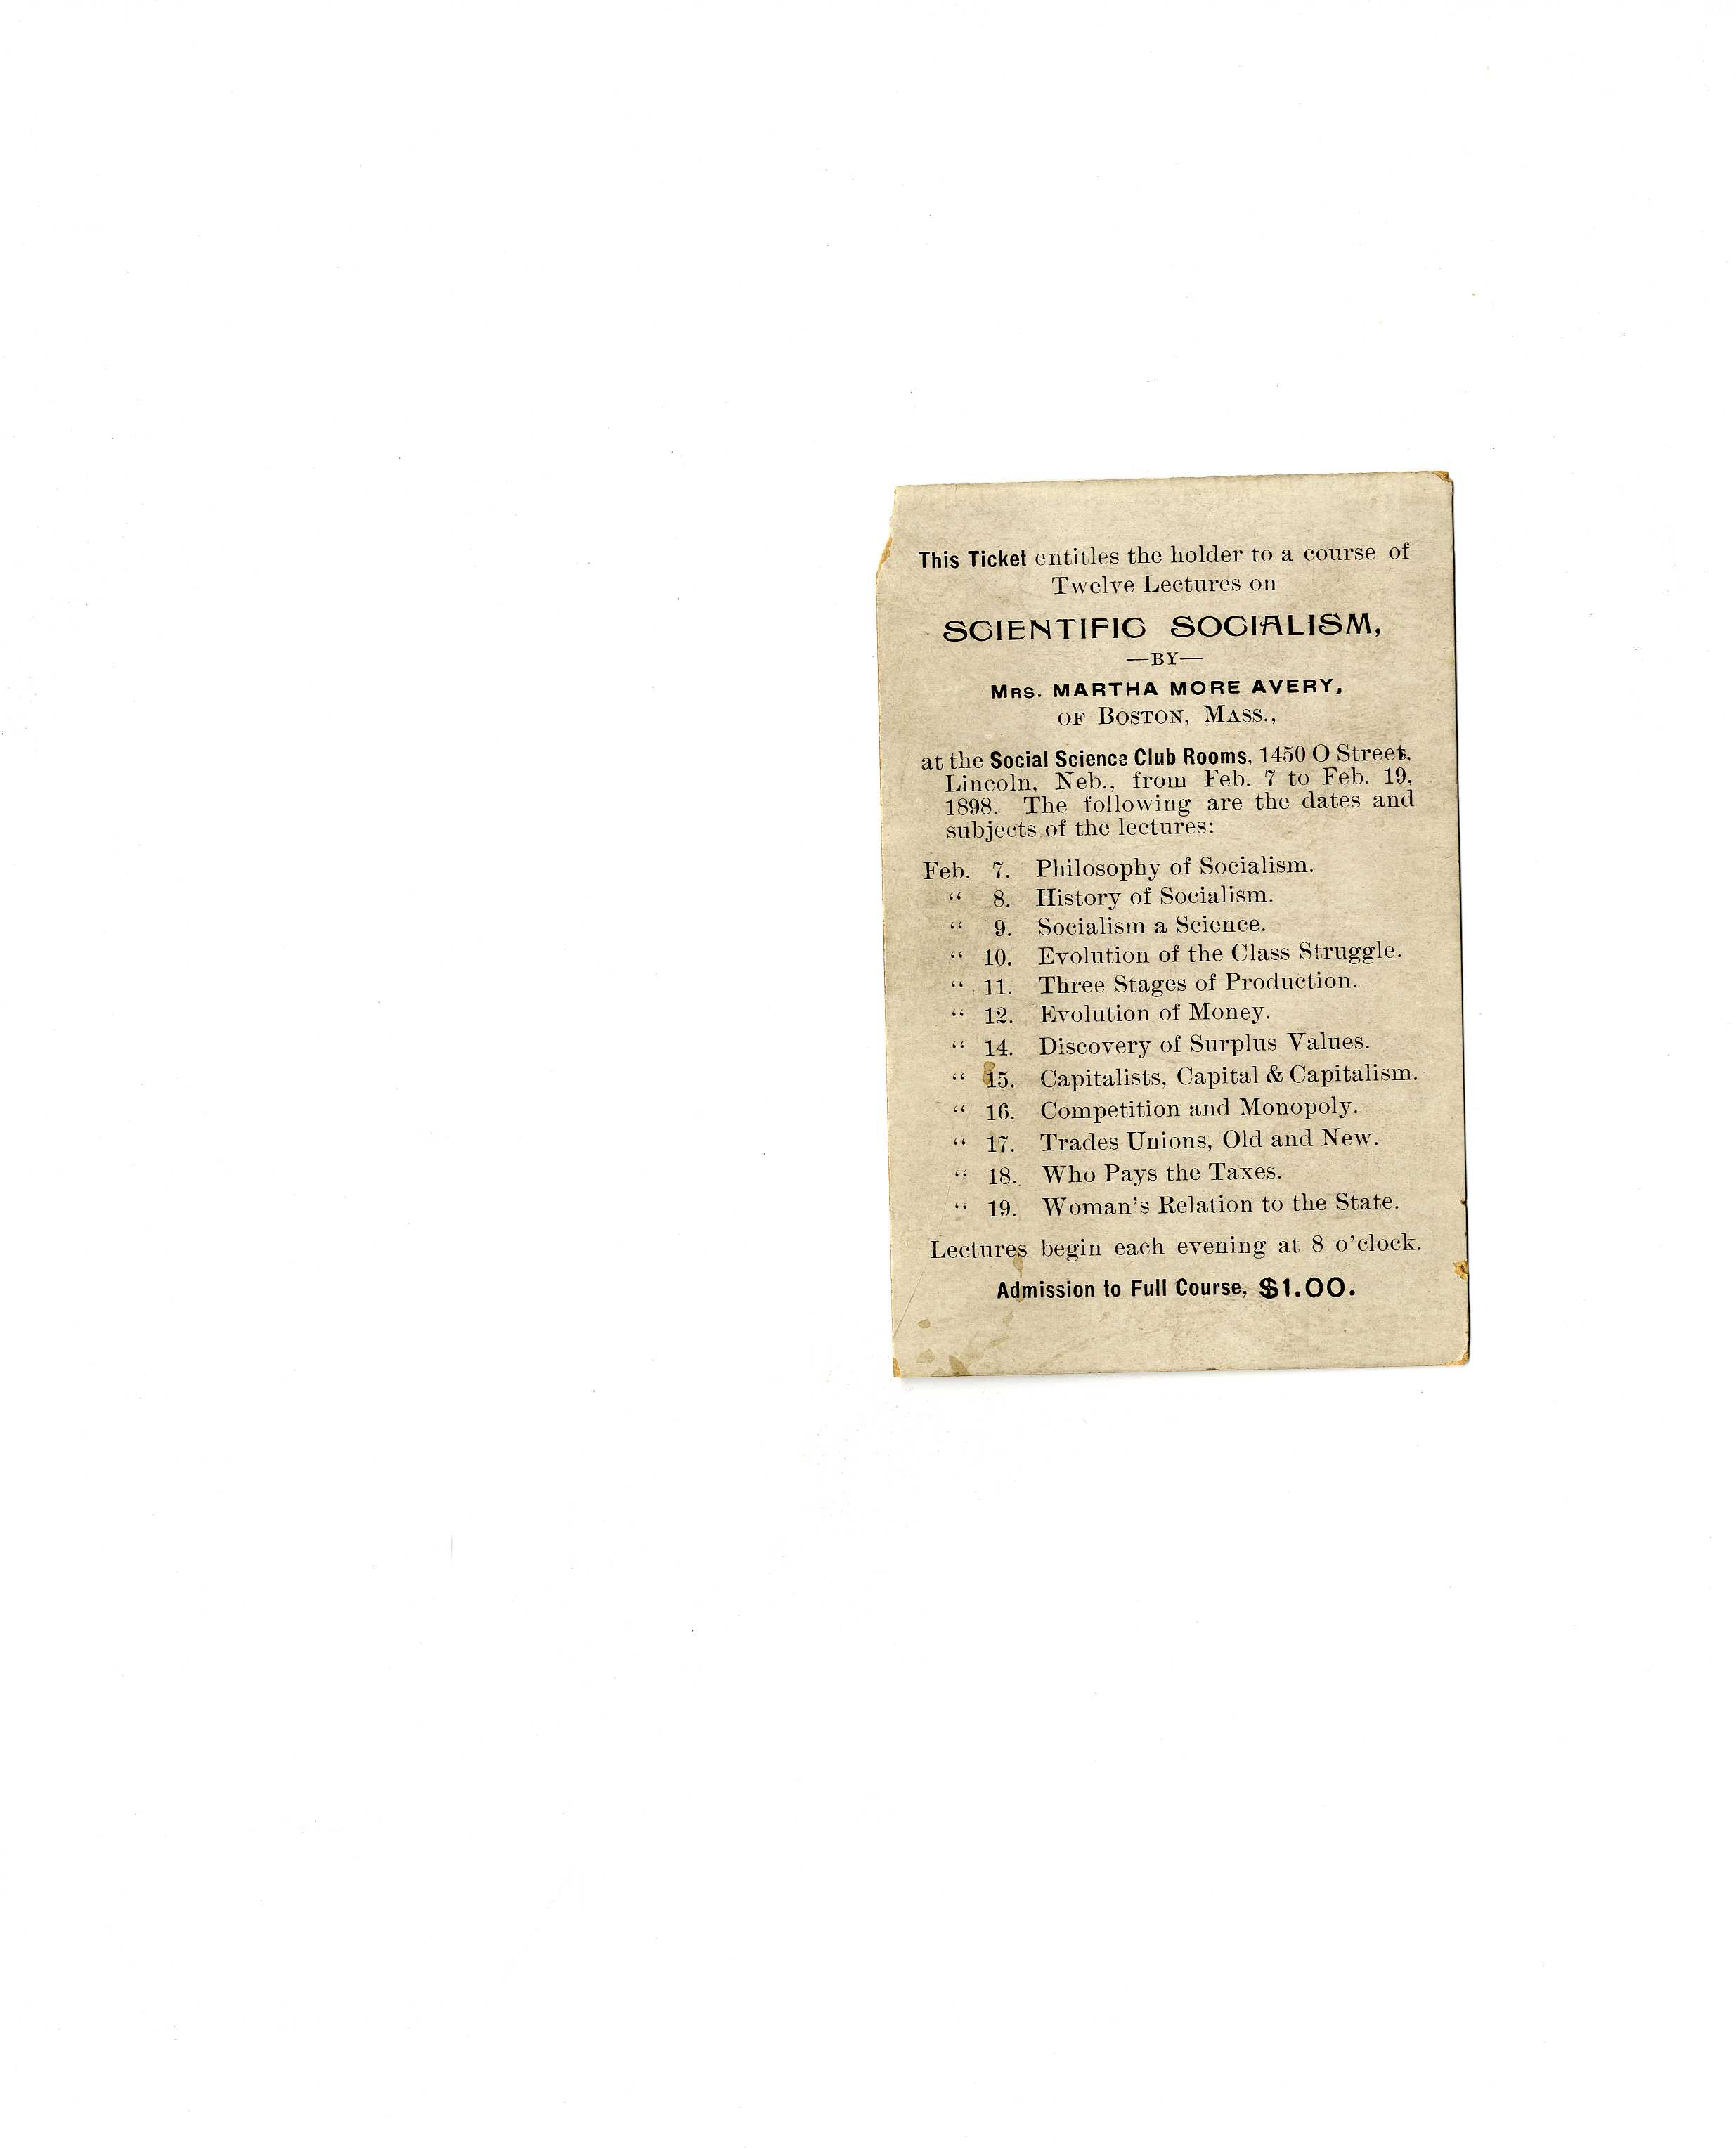 This Ticket entitles the holder to a course of
Twelve Lectures on
SCIENTIFIC SOCIALISM,
—BY—
MRS. MARTHA MORE AVERY,
OF BOSTON, MASS.,
at the Social Science Club Rooms, 1450 O Street,
Lincoln, Neb., from Feb. 7 to Feb. 19,
1898. The following are the dates and
subjects of the lectures:
Feb. 7. Philosophy of Socialism.
“ 8. History of Socialism.
“ 9. Socialism a Science.
“ 10. Evolution of the Class Struggle.
“ 11. Three Stages of Production.
“ 12. Evolution of Money.
“ 14. Discovery of Surplus Values.
“ 15. Capitalists, Capital & Capitalism.
“ 16. Competition and Monopoly.
“ 17. Trades Unions, Old and New.
“ 18. Who Pays the Taxes.
“ 19. Woman's Relation to the State.
Lectures begin each evening at 8 o'clock.
Admission to Full Course, $1.00.